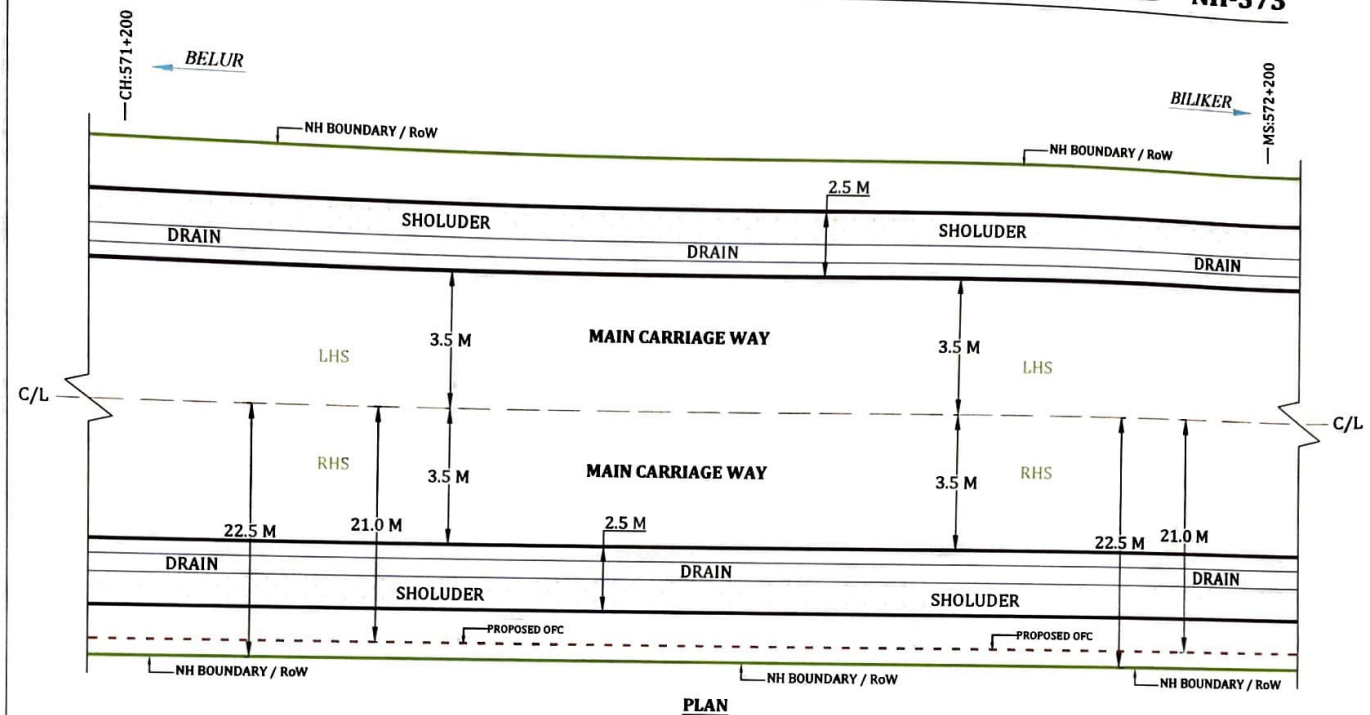 NH-373
CH:571+200
BELUR
BILIKER
MS:572+200
NH BOUNDARY / RoW
NH BOUNDARY / RoW
2.5 M
SHOLUDER
SHOLUDER
DRAIN
DRAIN
DRAIN
3.5 M
MAIN CARRIAGE WAY
3.5 M
LHS
LHS
C/L
C/L
RHS
3.5 M
MAIN CARRIAGE WAY
3.5 M
RHS
22.5 M
21.0 M
2.5 M
22.5 M
21.0 M
DRAIN
DRAIN
DRAIN
SHOLUDER
SHOLUDER
PROPOSED OFC
PROPOSED OFC
NH BOUNDARY / RoW
NH BOUNDARY / RoW
NH BOUNDARY / RoW
PLAN